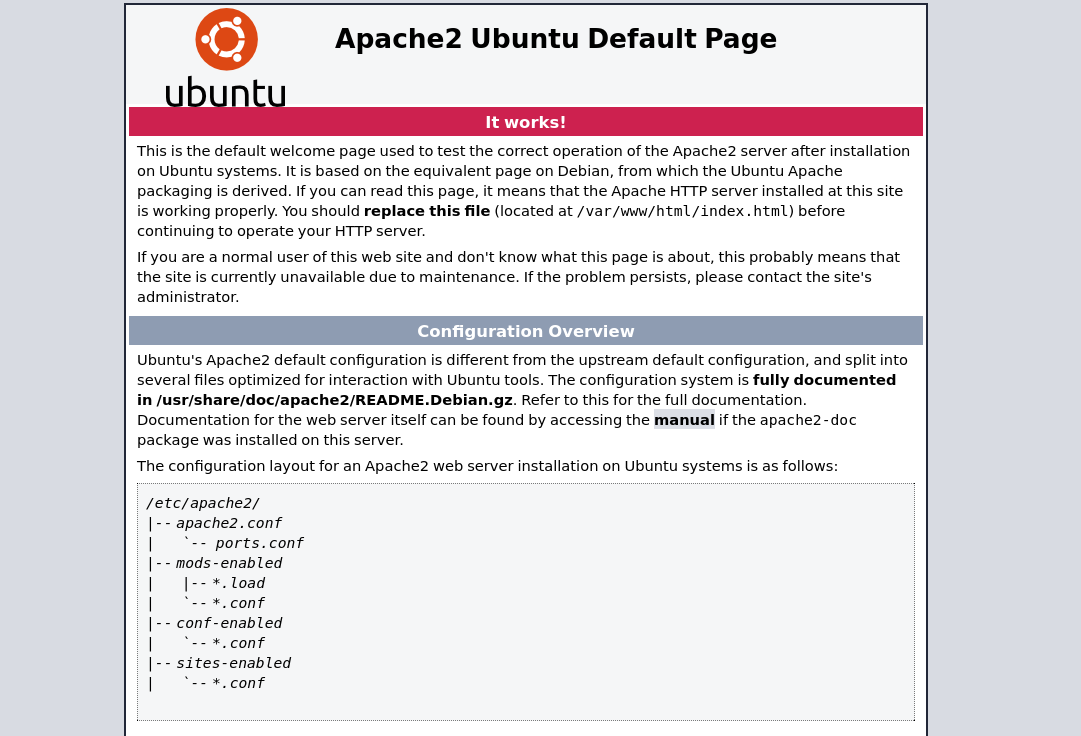 ubuntu
Apache2 Ubuntu Default Page
It works!
This is the default welcome page used to test the correct operation of the Apache2 server after installation
on Ubuntu systems. It is based on the equivalent page on Debian, from which the Ubuntu Apache
packaging is derived. If you can read this page, it means that the Apache HTTP server installed at this site
is working properly. You should replace this file (located at /var/www/html/index.html) before
continuing to operate your HTTP server.
If you are a normal user of this web site and don't know what this page is about, this probably means that
the site is currently unavailable due to maintenance. If the problem persists, please contact the site's
administrator.
Configuration Overview
Ubuntu's Apache2 default configuration is different from the upstream default configuration, and split into
several files optimized for interaction with Ubuntu tools. The configuration system is fully documented
in /usr/share/doc/apache2/README.Debian.gz. Refer to this for the full documentation.
Documentation for the web server itself can be found by accessing the manual if the apache2-doc
package was installed on this server.
The configuration layout for an Apache2 web server installation on Ubuntu systems is as follows:
/etc/apache2/
|-- apache2.conf
|   `-- ports.conf
|-- mods-enabled
|   |-- *.load
|   `-- *.conf
|-- conf-enabled
|   `-- *.conf
|-- sites-enabled
|   `-- *.conf